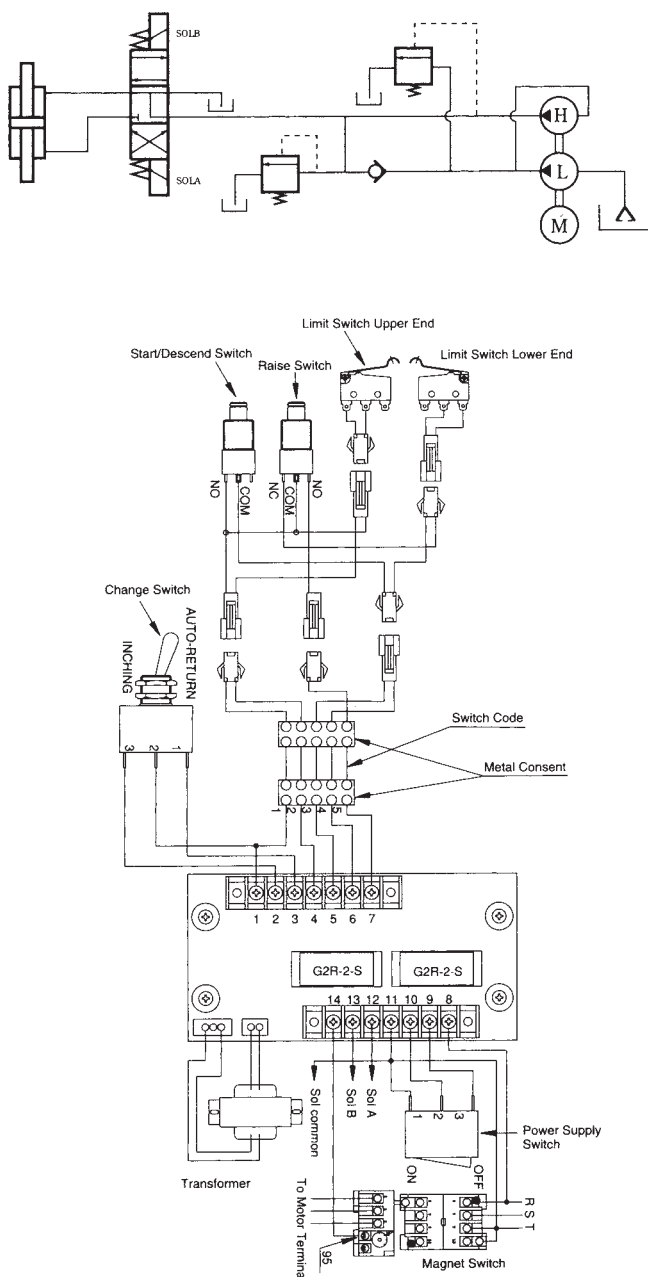 SOLB
H
L
SOLA
M
Limit Switch Upper End
Start/Descend Switch
Raise Switch
Limit Switch Lower End
NO
COM
NC
COM
NO
Change Switch
AUTO-RETURN
INCHING
3 2 1
Switch Code
Metal Consent
1 2 3 4 5
1 2 3 4 5 6 7
G2R-2-S G2R-2-S
14 13 12 11 10 9 8
Sol common
Sol B
Sol A
1 2 3
Power Supply
Switch
ON
OFF
Transformer
R
S
T
To Motor Termina
95
Magnet Switch